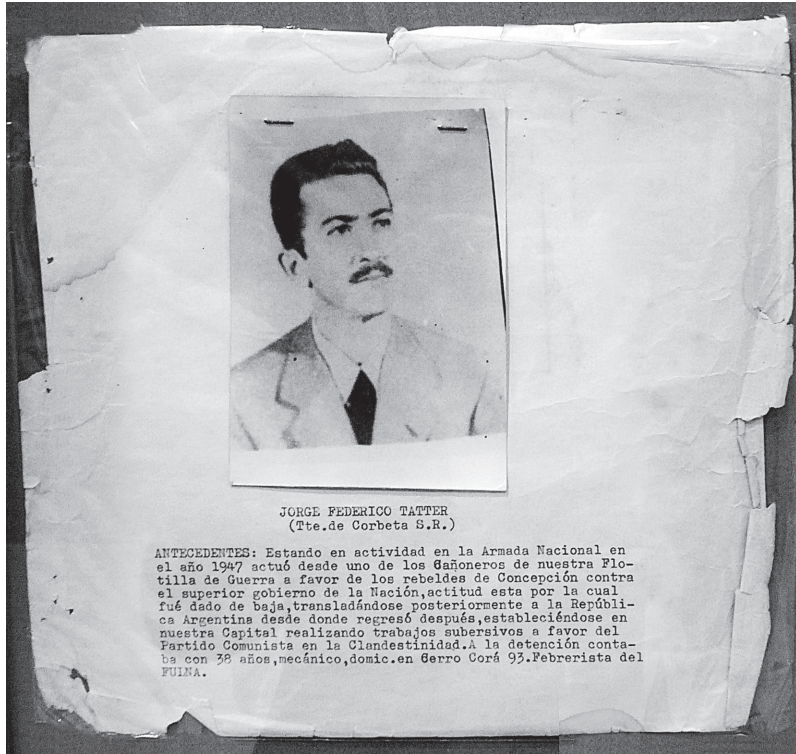 JORGE FEDERICO TATTER
(Tte.de Corbeta S.R.)
ANTECEDENTES: Estando en actividad en la Armada Nacional en
el año 1947 actuó desde uno de los Cañoneros de nuestra Flo-
tilla de Guerra a favor de los rebeldes de Concepción contra
el superior gobierno de la Nación,actitud esta por la cual
fué dado de baja,transladándose posteriormente a la Repúbli-
ca Argentina desde donde regresó después,estableciéndose en
nuestra Capital realizando trabajos subersivos a favor del
Partido Comunista en la Clandestinidad.A la detención conta-
ba con 38 años,mecánico,domic.en Cerro Corá 93.Febrerista del
FULNA.